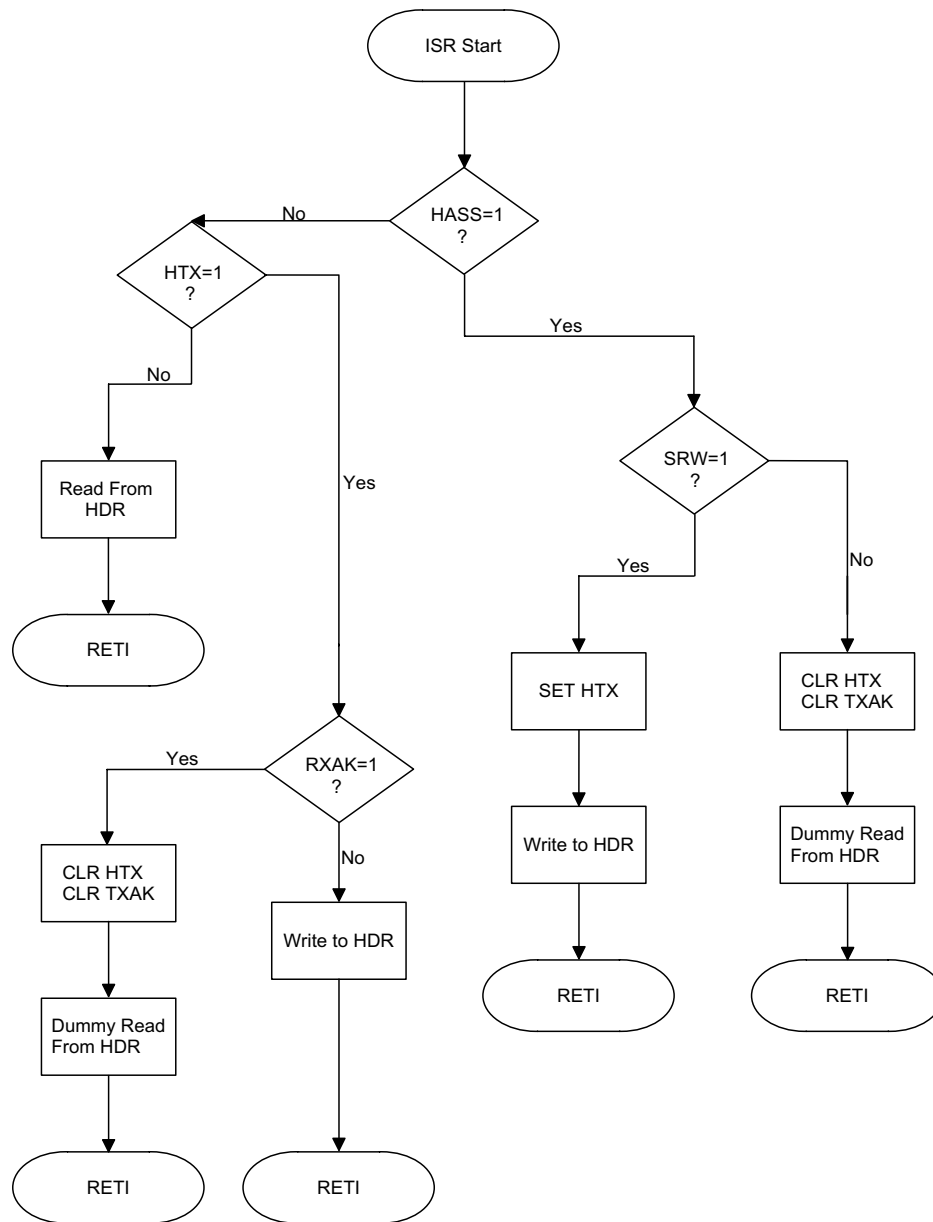 ISR Start
No
HASS=1
?
HTX=1
?
Yes
No
SRW=1
?
Read From
HDR
Yes
Yes
No
RETI
SET HTX
CLR HTX
CLR TXAK
Yes
RXAK=1
?
Write to HDR
Dummy Read
From HDR
No
CLR HTX
CLR TXAK
Write to HDR
RETI
RETI
Dummy Read
From HDR
RETI
RETI